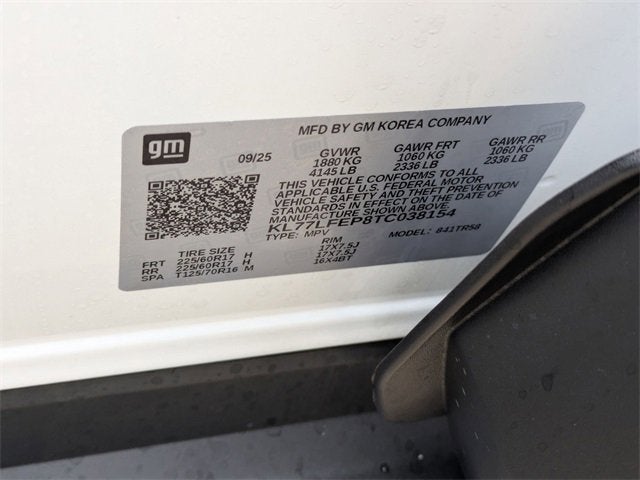 gm
MFD BY GM KOREA COMPANY
09/25 GVWR GAWR FRT GAWR RR
1880 KG 1060 KG 1060 KG
4145 LB 2336 LB 2336 LB
THIS VEHICLE CONFORMS TO ALL
APPLICABLE U.S. FEDERAL MOTOR
VEHICLE SAFETY AND THEFT PREVENTION
STANDARDS IN EFFECT ON THE DATE OF
MANUFACTURE SHOWN ABOVE.
KL77LFEP8TC038154
TYPE: MPV MODEL: 841TR58
TIRE SIZE RIM
FRT 225/60R17 H 17X7.5J
RR 225/60R17 H 17X7.5J
SPA T125/70R16 M 16X4BT